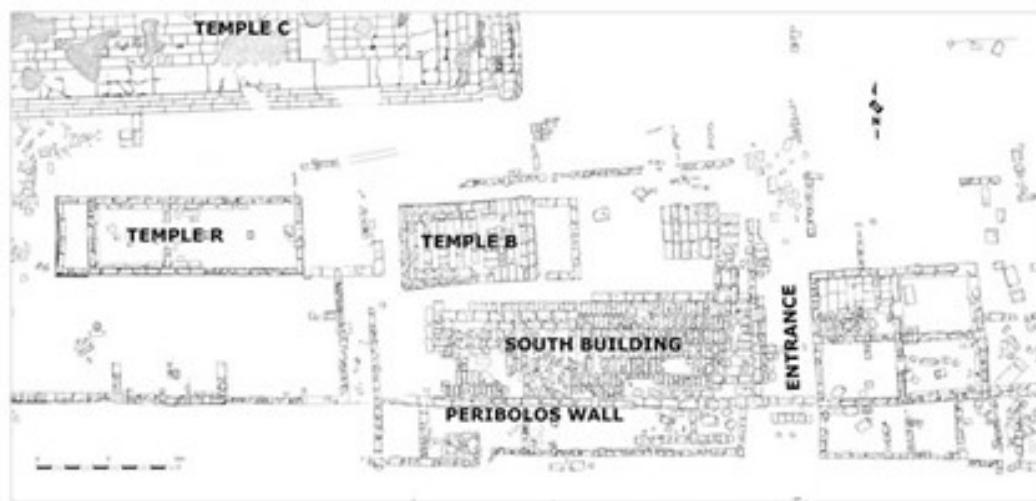 TEMPLE C
TEMPLE R
TEMPLE B
SOUTH BUILDING
ENTRANCE
PERIBOLOS WALL